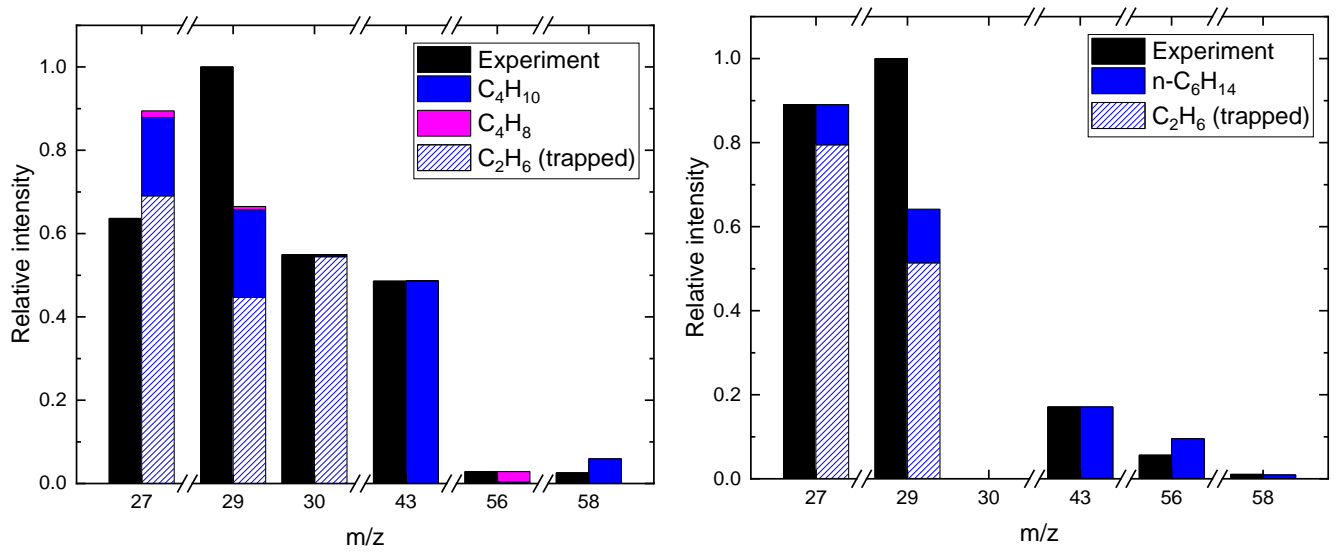 Experiment
C₄H₁₀
C₄H₈
C₂H₆ (trapped)
Relative intensity
1.0
0.8
0.6
0.4
0.2
0.0
27 29 30 43 56 58
m/z
Experiment
n-C₆H₁₄
C₂H₆ (trapped)
Relative intensity
1.0
0.8
0.6
0.4
0.2
0.0
27 29 30 43 56 58
m/z